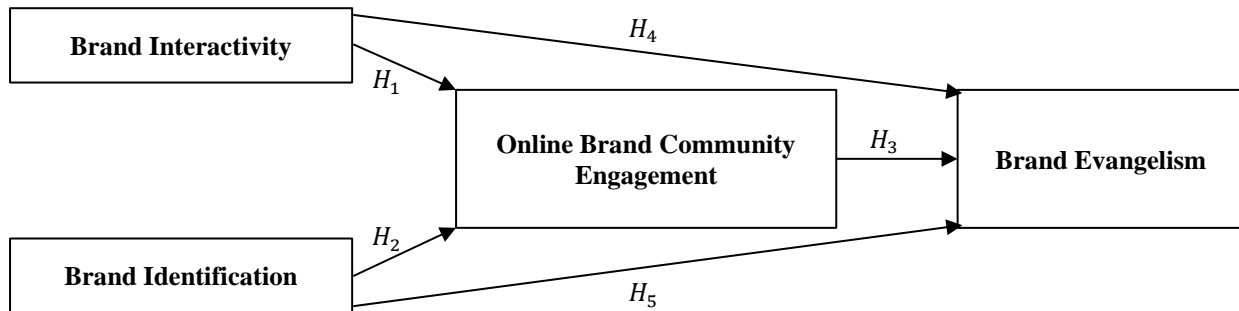 Brand Interactivity
H₄
H₁
Online Brand Community
Engagement
H₃
Brand Evangelism
H₂
Brand Identification
H₅